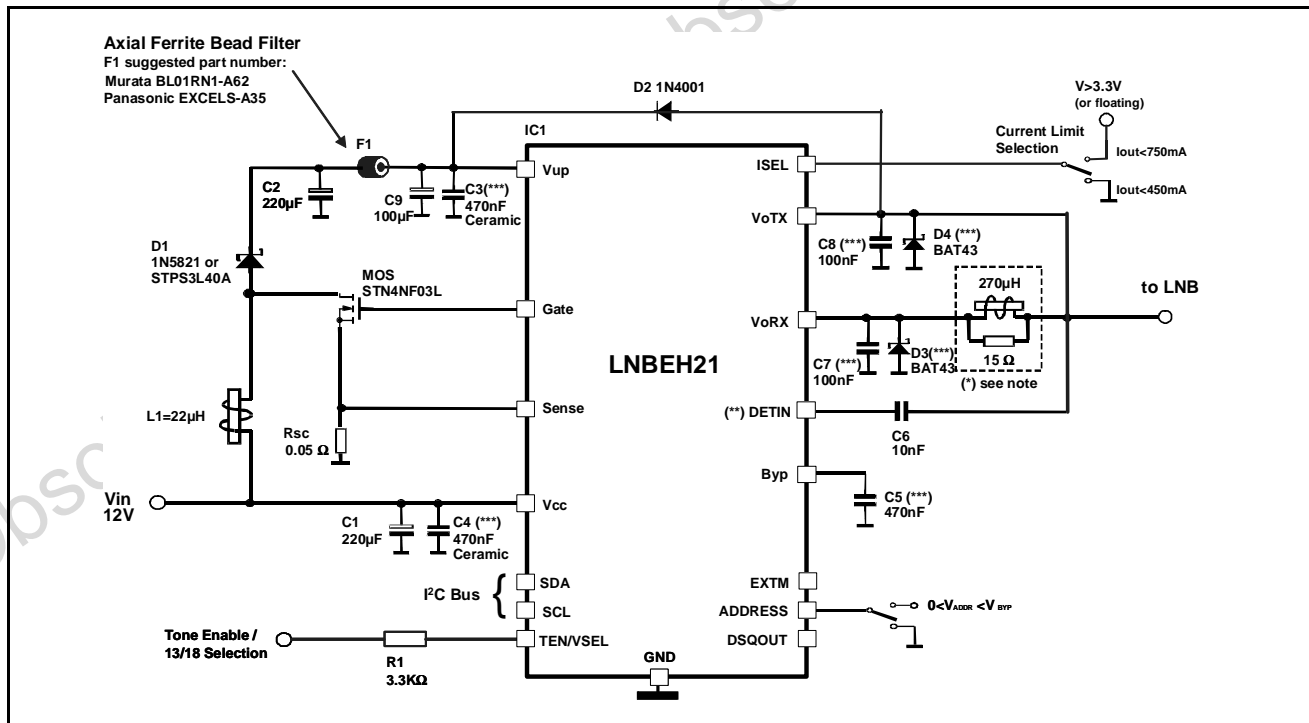 Axial Ferrite Bead Filter
F1 suggested part number:
Murata BL01RN1-A62
Panasonic EXCELS-A35
F1
C2
220µF
C9
100µF
C3(***)
470nF
Ceramic
D2 1N4001
IC1
V>3.3V
(or floating)
Current Limit
Selection
Iout<750mA
Iout<450mA
D1
1N5821 or
STPS3L40A
MOS
STN4NF03L
L1=22µH
Rsc
0.05 Ω
Vin
12V
C1
220µF
C4 (***)
470nF
Ceramic
I²C Bus {
Tone Enable /
13/18 Selection
R1
3.3KΩ
Vup
Gate
Sense
Vcc
SDA
SCL
TEN/VSEL
LNBEH21
GND
ISEL
VoTX
VoRX
(**) DETIN
Byp
EXTM
ADDRESS
DSQOUT
C8 (***)
100nF
D4 (***)
BAT43
270µH
15 Ω
(*) see note
to LNB
C7 (***)
100nF
D3(***)
BAT43
C6
10nF
C5 (***)
470nF
0<VADDR <V BYP